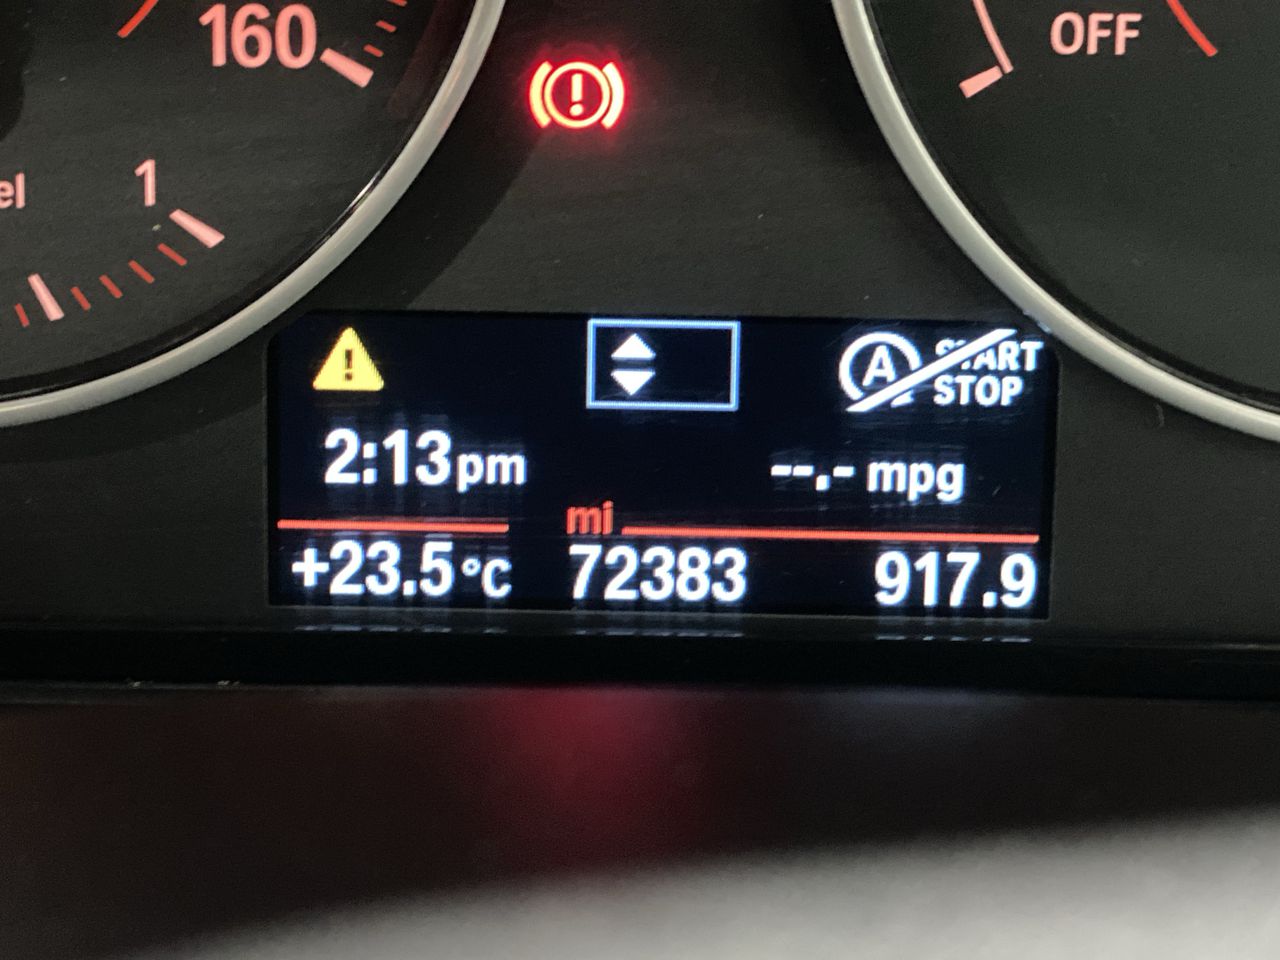 160
OFF
1
el
A START
STOP
2:13pm
--.- mpg
mi
+23.5°C
72383
917.9